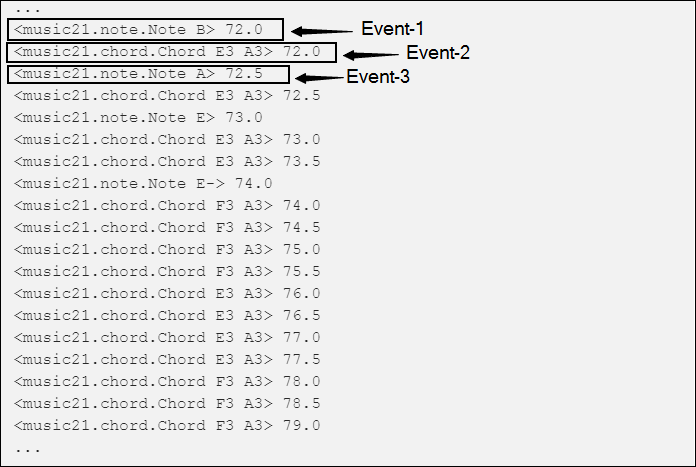 ...
<music21.note.Note B> 72.0 Event-1
<music21.chord.Chord E3 A3> 72.0 Event-2
<music21.note.Note A> 72.5 Event-3
<music21.chord.Chord E3 A3> 72.5
<music21.note.Note E> 73.0
<music21.chord.Chord E3 A3> 73.0
<music21.chord.Chord E3 A3> 73.5
<music21.note.Note E-> 74.0
<music21.chord.Chord F3 A3> 74.0
<music21.chord.Chord F3 A3> 74.5
<music21.chord.Chord F3 A3> 75.0
<music21.chord.Chord F3 A3> 75.5
<music21.chord.Chord E3 A3> 76.0
<music21.chord.Chord E3 A3> 76.5
<music21.chord.Chord E3 A3> 77.0
<music21.chord.Chord E3 A3> 77.5
<music21.chord.Chord F3 A3> 78.0
<music21.chord.Chord F3 A3> 78.5
<music21.chord.Chord F3 A3> 79.0
...